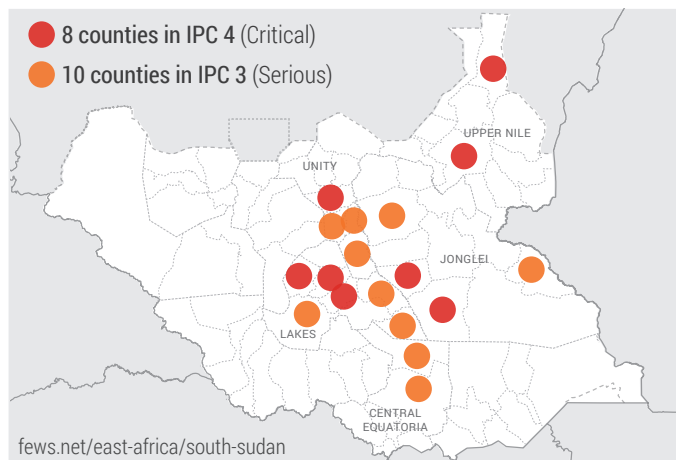 8 counties in IPC 4 (Critical)
10 counties in IPC 3 (Serious)
UPPER NILE
UNITY
JONGLEI
LAKES
CENTRAL
EQUATORIA
fews.net/east-africa/south-sudan